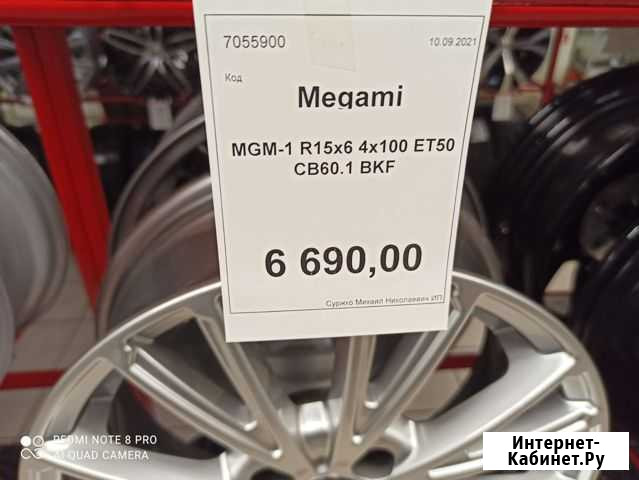 7055900
10.09.2021
Код
Megami
MGM-1 R15x6 4x100 ET50
CB60.1 BKF
6 690,00
Суржко Михаил Николаевич ИП
REDMI NOTE 8 PRO
AI QUAD CAMERA
Интернет-
Кабинет.Ру